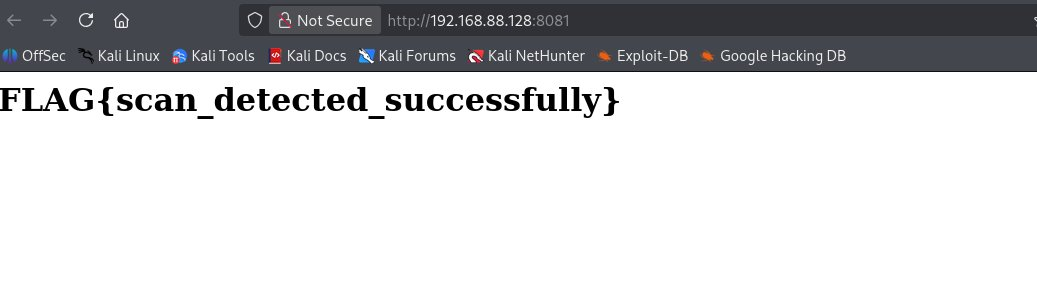 Not Secure http://192.168.88.128:8081
OffSec Kali Linux Kali Tools Kali Docs Kali Forums Kali NetHunter Exploit-DB Google Hacking DB
FLAG{scan_detected_successfully}